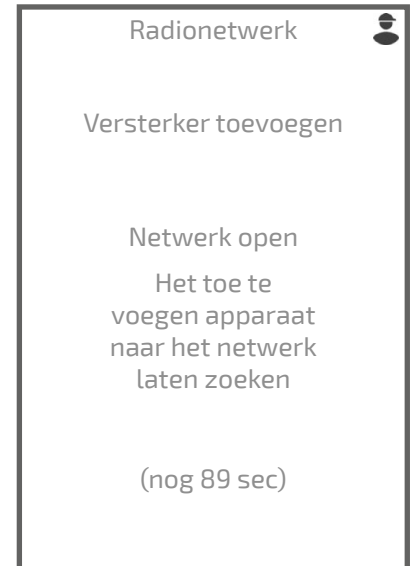 Radionetwerk
Versterker toevoegen
Netwerk open
Het toe te
voegen apparaat
naar het netwerk
laten zoeken
(nog 89 sec)